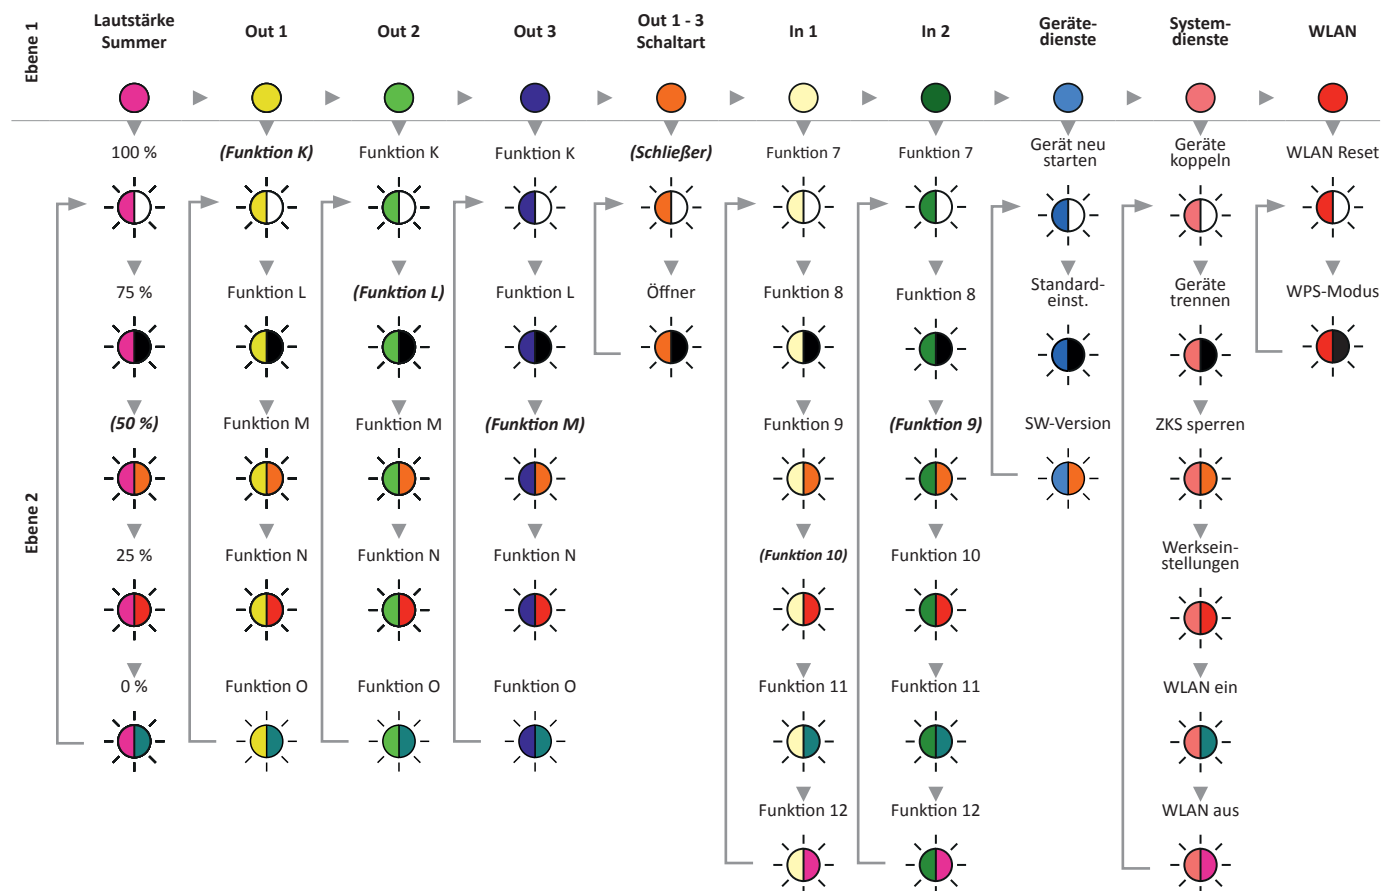 Ebene 1
Lautstärke
Summer
Out 1
Out 2
Out 3
Out 1 - 3
Schaltart
In 1
In 2
Geräte-
dienste
System-
dienste
WLAN
Ebene 2
100 %
(Funktion K)
Funktion K
Funktion K
(Schließer)
Funktion 7
Funktion 7
Gerät neu
starten
Geräte
koppeln
WLAN Reset
75 %
Funktion L
(Funktion L)
Funktion L
Öffner
Funktion 8
Funktion 8
Standard-
einst.
Geräte
trennen
WPS-Modus
(50 %)
Funktion M
Funktion M
(Funktion M)
Funktion 9
(Funktion 9)
SW-Version
ZKS sperren
25 %
Funktion N
Funktion N
Funktion N
(Funktion 10)
Funktion 10
Werksein-
stellungen
0 %
Funktion O
Funktion O
Funktion O
Funktion 11
Funktion 11
WLAN ein
Funktion 12
Funktion 12
WLAN aus